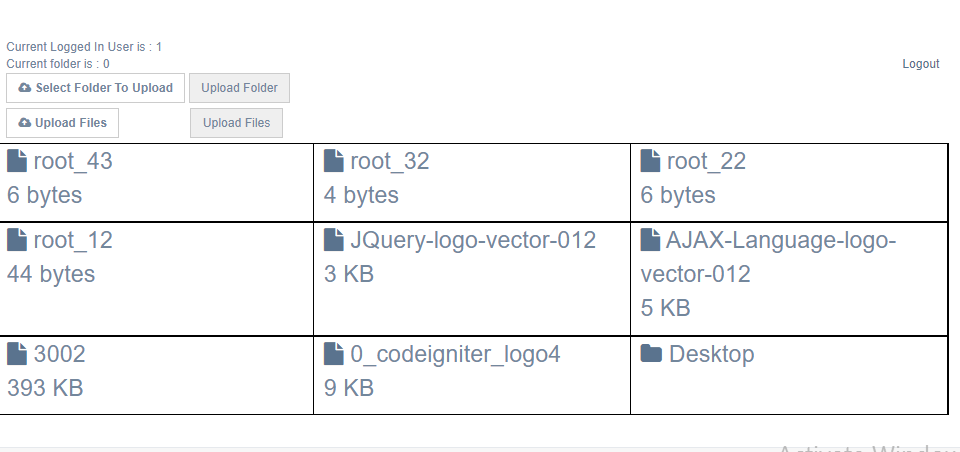 Current Logged In User is : 1
Current folder is : 0
Logout
Select Folder To Upload Upload Folder
Upload Files Upload Files
root_43 root_32 root_22
6 bytes 4 bytes 6 bytes
root_12 JQuery-logo-vector-012 AJAX-Language-logo-
44 bytes 3 KB vector-012
5 KB
3002 0_codeigniter_logo4 Desktop
393 KB 9 KB
Activate Window